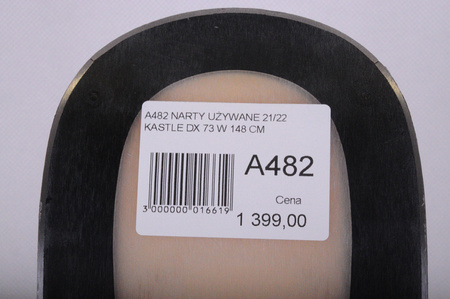 A482 NARTY UŻYWANE 21/22
KASTLE DX 73 W 148 CM
A482
3 000000 016619
Cena
1 399,00